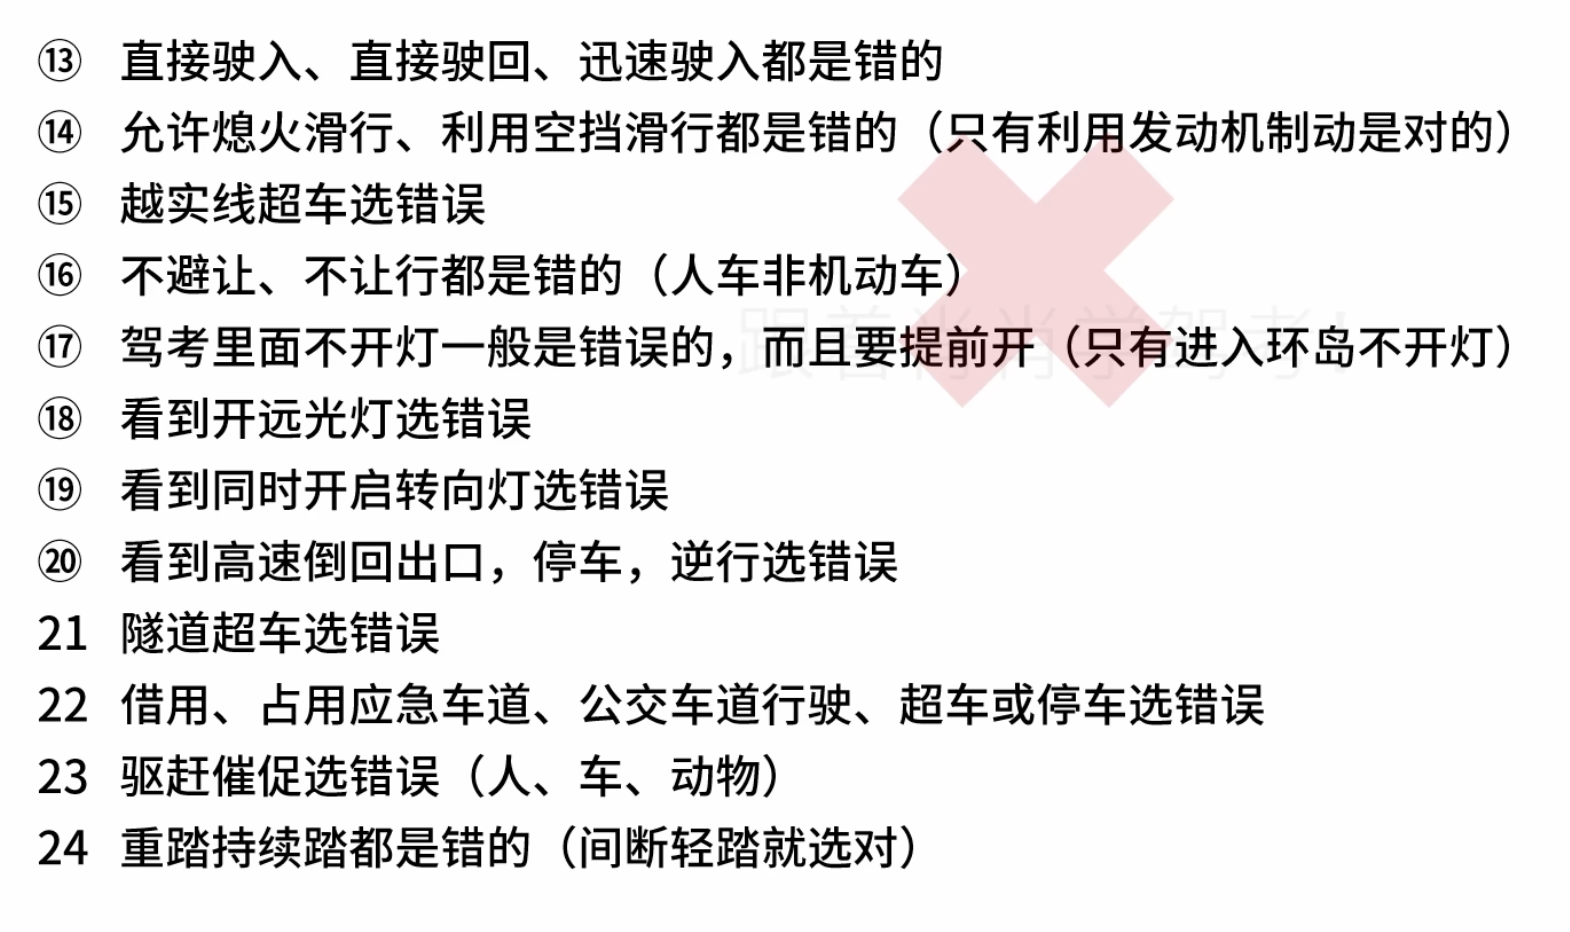 ⑬ 直接驶入、直接驶回、迅速驶入都是错的
⑭ 允许熄火滑行、利用空挡滑行都是错的（只有利用发动机制动是对的）
⑮ 越实线超车选错误
⑯ 不避让、不让行都是错的（人车非机动车）
⑰ 驾考里面不开灯一般是错误的，而且要提前开（只有进入环岛不开灯）
跟着肖肖学驾考！
⑱ 看到开远光灯选错误
⑲ 看到同时开启转向灯选错误
⑳ 看到高速倒回出口，停车，逆行选错误
21 隧道超车选错误
22 借用、占用应急车道、公交车道行驶、超车或停车选错误
23 驱赶催促选错误（人、车、动物）
24 重踏持续踏都是错的（间断轻踏就选对）